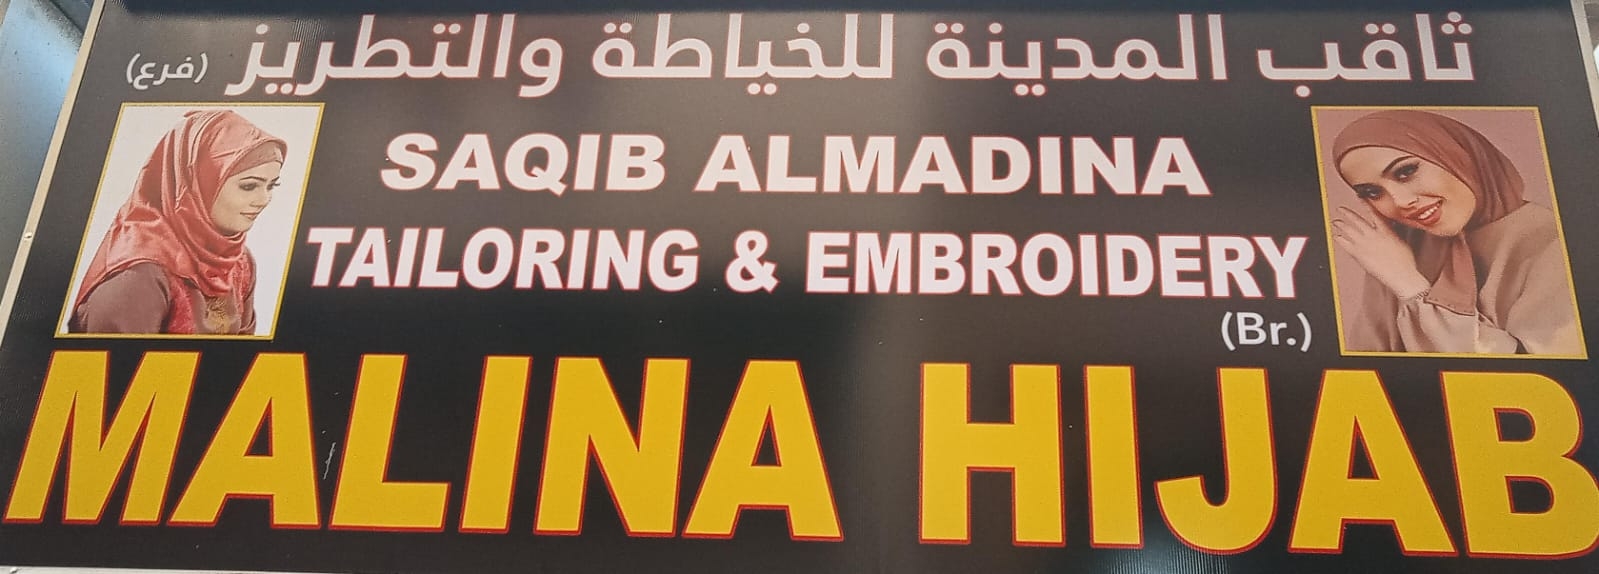 ثاقب المدينة للخياطة والتطريز (فرع)
SAQIB ALMADINA
TAILORING & EMBROIDERY
(Br.)
MALINA HIJAB